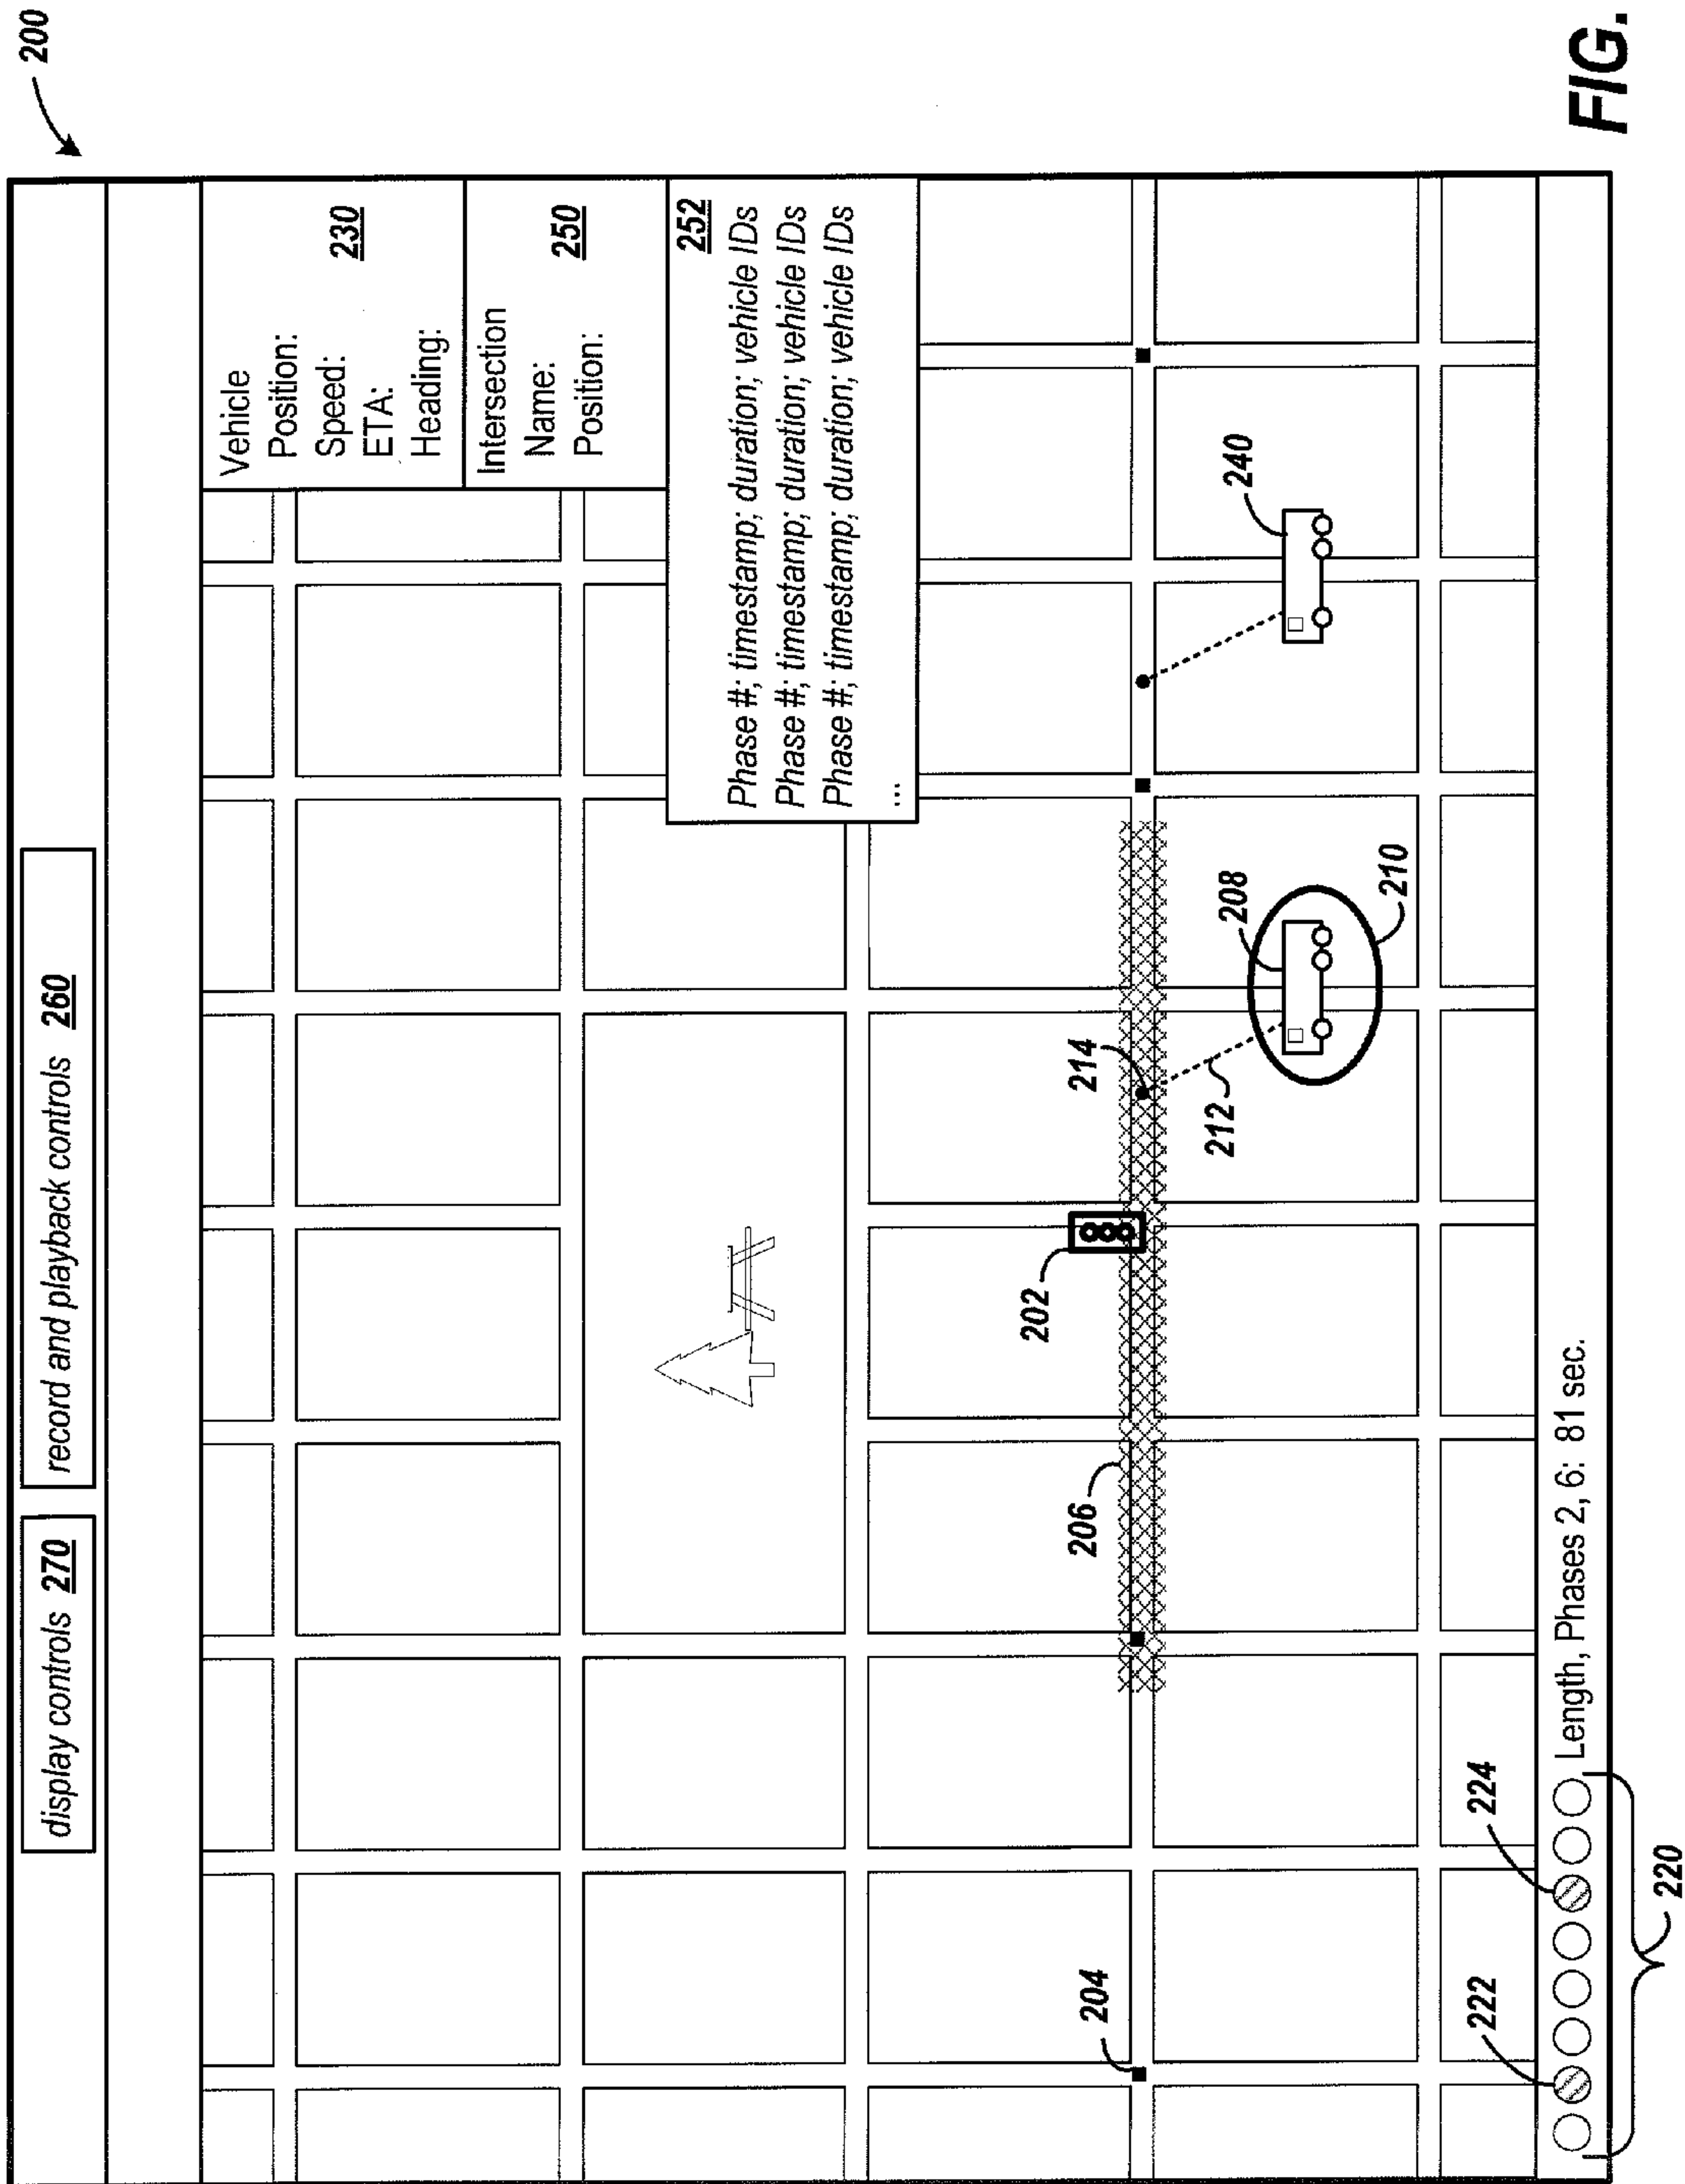 200
display controls 270
record and playback controls 260
Vehicle
Position:
Speed:
ETA:
Heading:
230
Intersection
Name:
Position:
250
252
Phase #; timestamp; duration; vehicle IDs
Phase #; timestamp; duration; vehicle IDs
Phase #; timestamp; duration; vehicle IDs
...
202
206
204
214
212
208
210
240
222
224
Length, Phases 2, 6: 81 sec.
220
FIG.